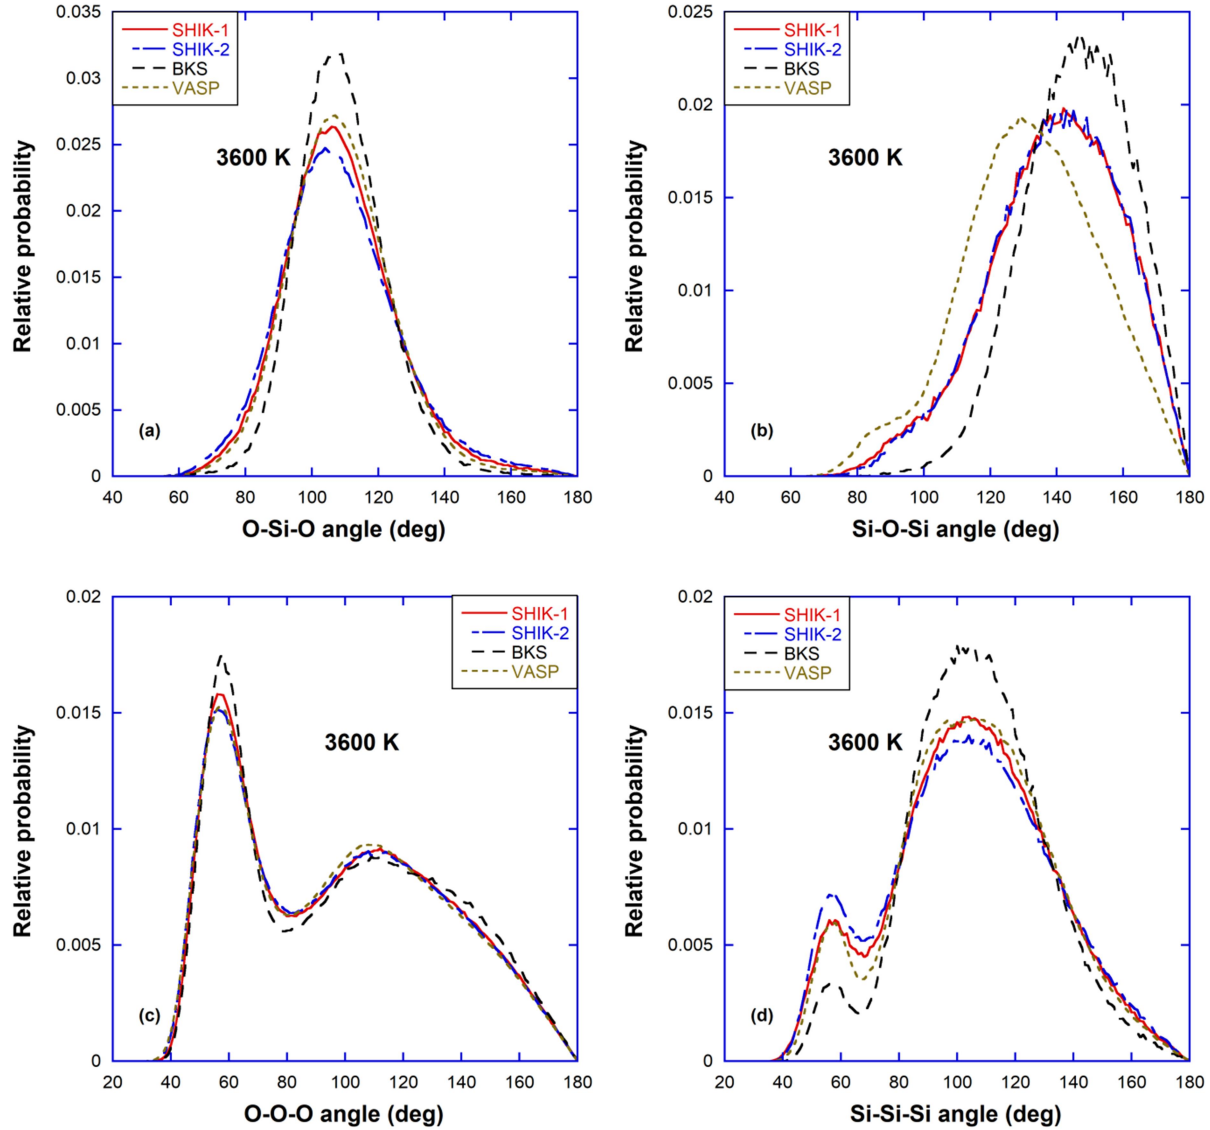 0.035
0.03
0.025
0.02
0.015
0.01
0.005
0
Relative probability
SHIK-1
SHIK-2
BKS
VASP
3600 K
(a)
40 60 80 100 120 140 160 180
O-Si-O angle (deg)
0.025
0.02
0.015
0.01
0.005
0
Relative probability
SHIK-1
SHIK-2
BKS
VASP
3600 K
(b)
40 60 80 100 120 140 160 180
Si-O-Si angle (deg)
0.02
0.015
0.01
0.005
0
Relative probability
SHIK-1
SHIK-2
BKS
VASP
3600 K
(c)
20 40 60 80 100 120 140 160 180
O-O-O angle (deg)
0.02
0.015
0.01
0.005
0
Relative probability
SHIK-1
SHIK-2
BKS
VASP
3600 K
(d)
20 40 60 80 100 120 140 160 180
Si-Si-Si angle (deg)